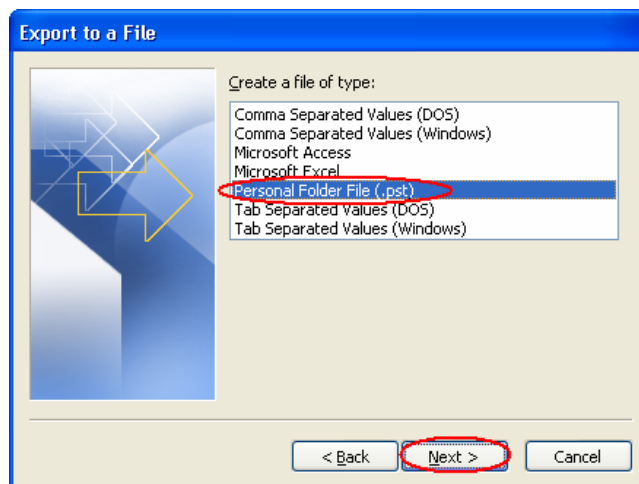 Export to a File
Create a file of type:
Comma Separated Values (DOS)
Comma Separated Values (Windows)
Microsoft Access
Microsoft Excel
Personal Folder File (.pst)
Tab Separated Values (DOS)
Tab Separated Values (Windows)
< Back Next > Cancel